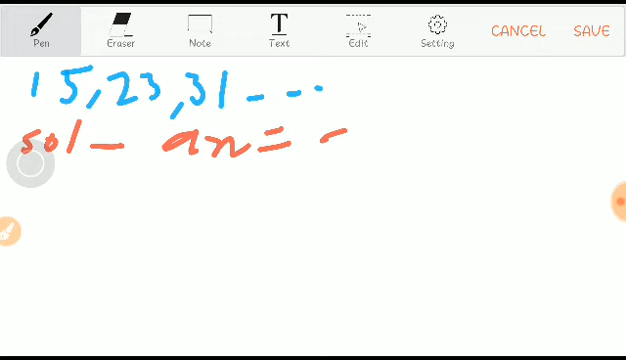 Pen Eraser Note Text Edit Setting CANCEL SAVE
15, 23, 31 - - -
sol - an =